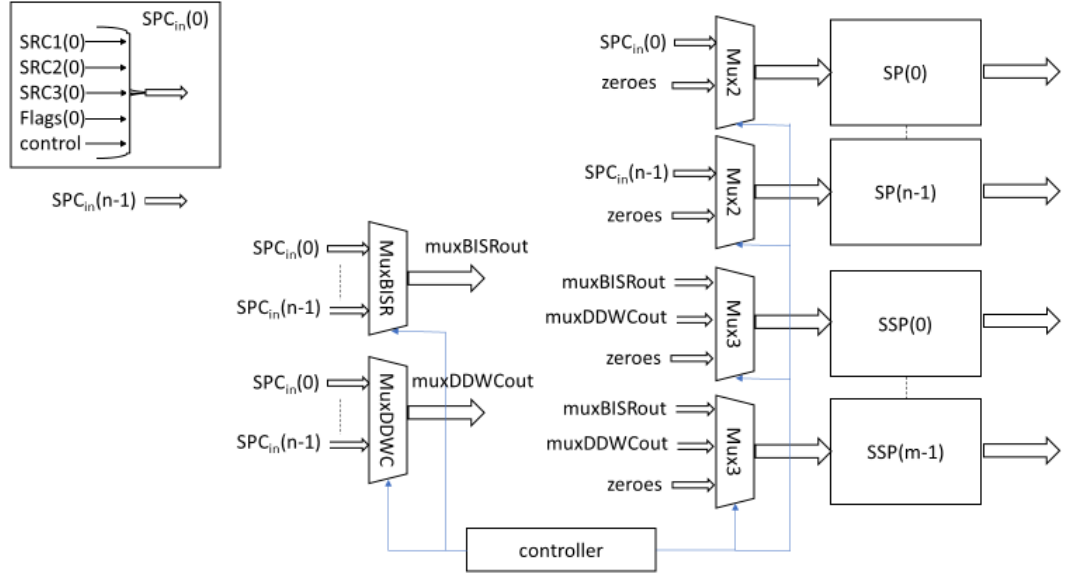 SPCin(0)
SRC1(0)
SRC2(0)
SRC3(0)
Flags(0)
control
SPCin(n-1)
SPCin(0)
zeroes
Mux2
SP(0)
SPCin(n-1)
zeroes
Mux2
SP(n-1)
SPCin(0)
SPCin(n-1)
MuxBISR
muxBISRout
muxBISRout
muxDDWCout
zeroes
Mux3
SSP(0)
SPCin(0)
SPCin(n-1)
MuxDDWC
muxDDWCout
muxBISRout
muxDDWCout
zeroes
Mux3
SSP(m-1)
controller